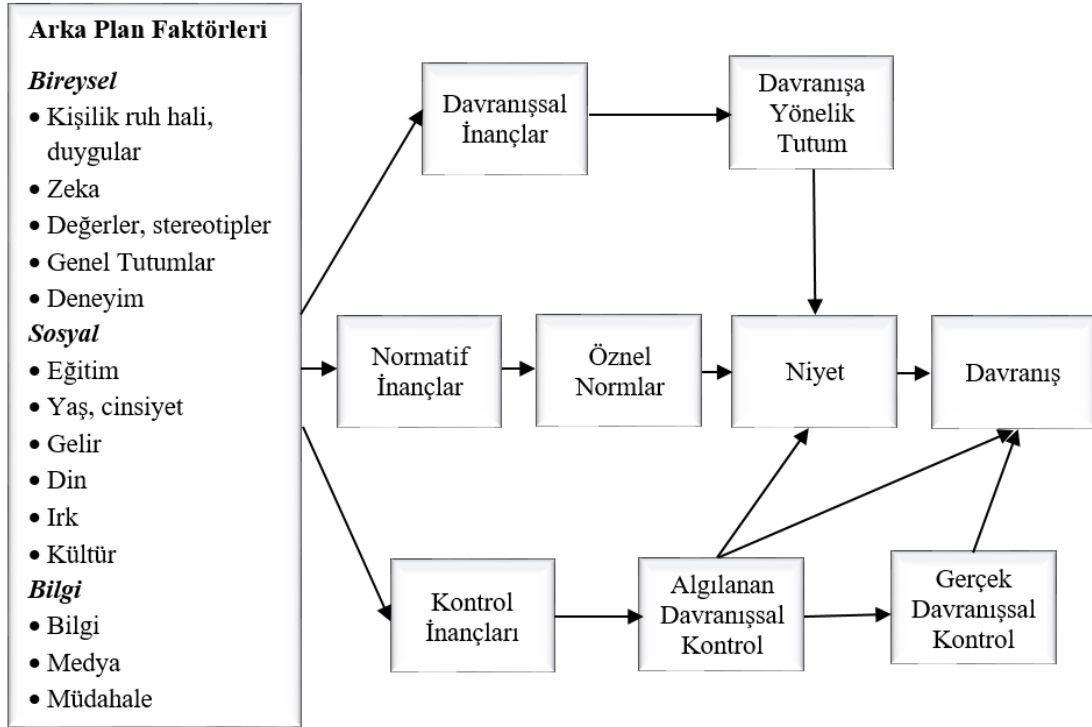 Arka Plan Faktörleri
Bireysel
• Kişilik ruh hali,
duygular
• Zeka
• Değerler, stereotipler
• Genel Tutumlar
• Deneyim
Sosyal
• Eğitim
• Yaş, cinsiyet
• Gelir
• Din
• Irk
• Kültür
Bilgi
• Bilgi
• Medya
• Müdahale
Davranışsal
İnançlar
Davranışa
Yönelik
Tutum
Normatif
İnançlar
Öznel
Normlar
Niyet
Davranış
Kontrol
İnançları
Algılanan
Davranışsal
Kontrol
Gerçek
Davranışsal
Kontrol